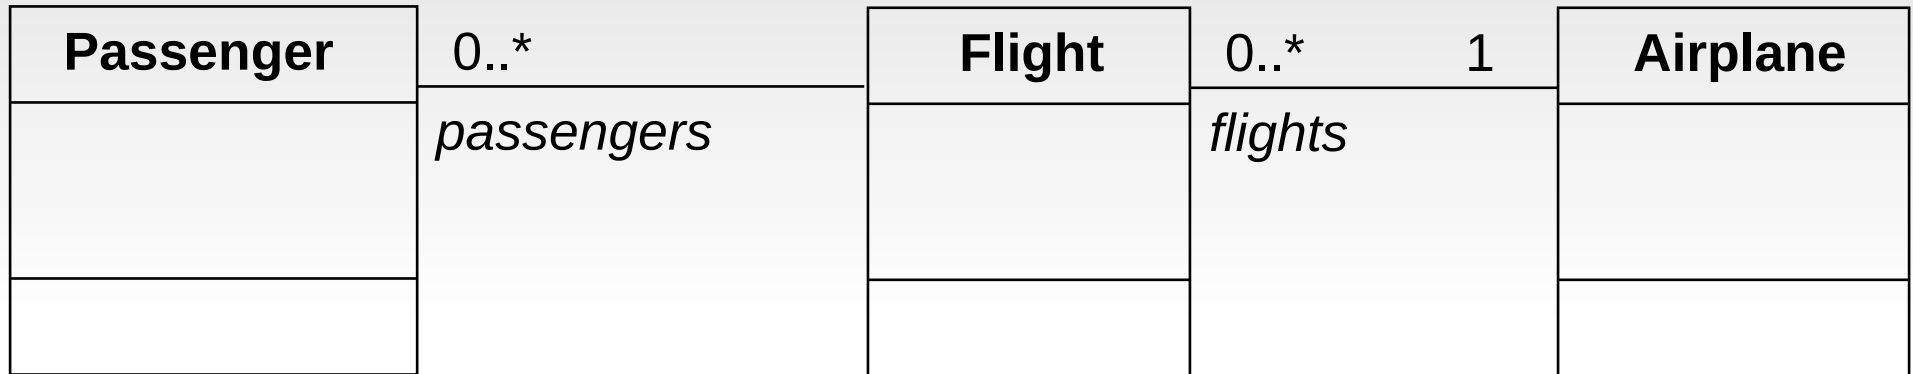 Passenger 0..* Flight 0..* 1 Airplane
passengers flights